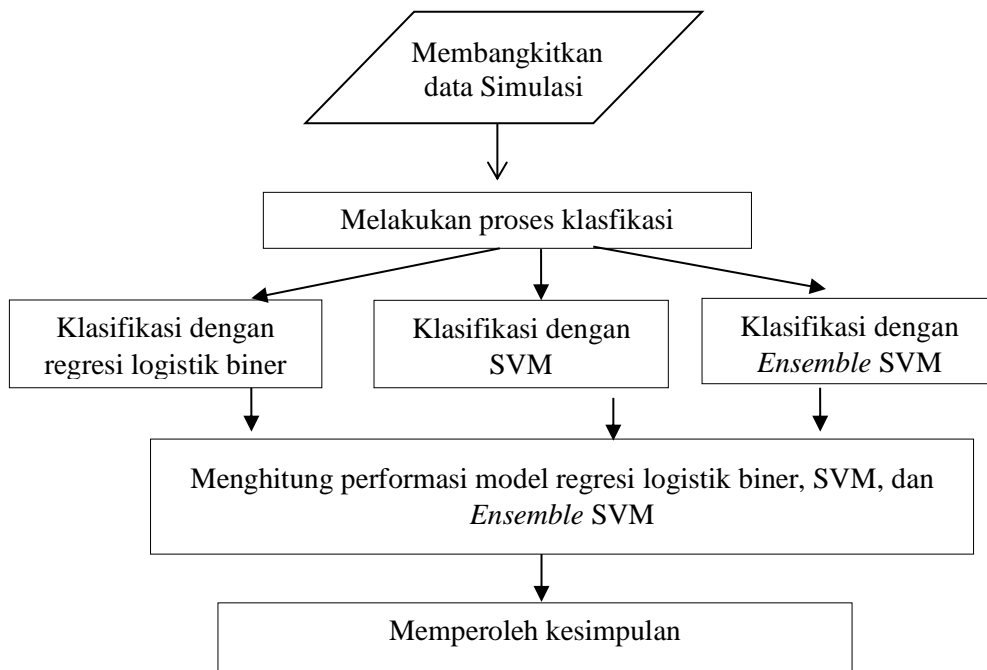 Membangkitkan
data Simulasi
Melakukan proses klasfikasi
Klasifikasi dengan
regresi logistik biner
Klasifikasi dengan
SVM
Klasifikasi dengan
Ensemble SVM
Menghitung performasi model regresi logistik biner, SVM, dan
Ensemble SVM
Memperoleh kesimpulan